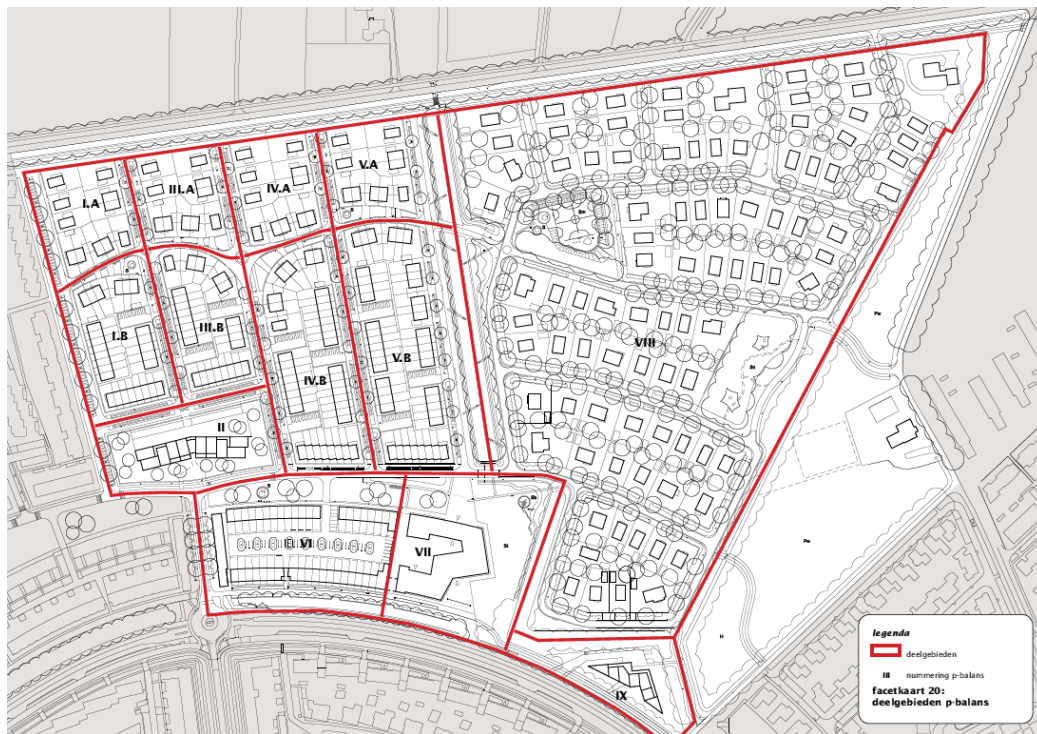 V.A
IV.A
III.A
I.A
I.B
III.B
IV.B
V.B
VIII
II
VI
VII
IX
legenda
deelgebieden
III nummering p-balans
facetkaart 20:
deelgebieden p-balans